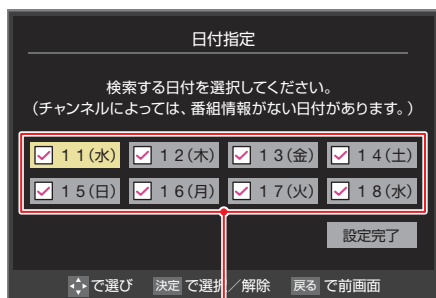 日付指定
検索する日付を選択してください。
（チャンネルによっては、番組情報がない日付があります。）
１１(水) １２(木) １３(金) １４(土)
１５(日) １６(月) １７(火) １８(水)
設定完了
で選び 決定 で選択／解除 戻る で前画面